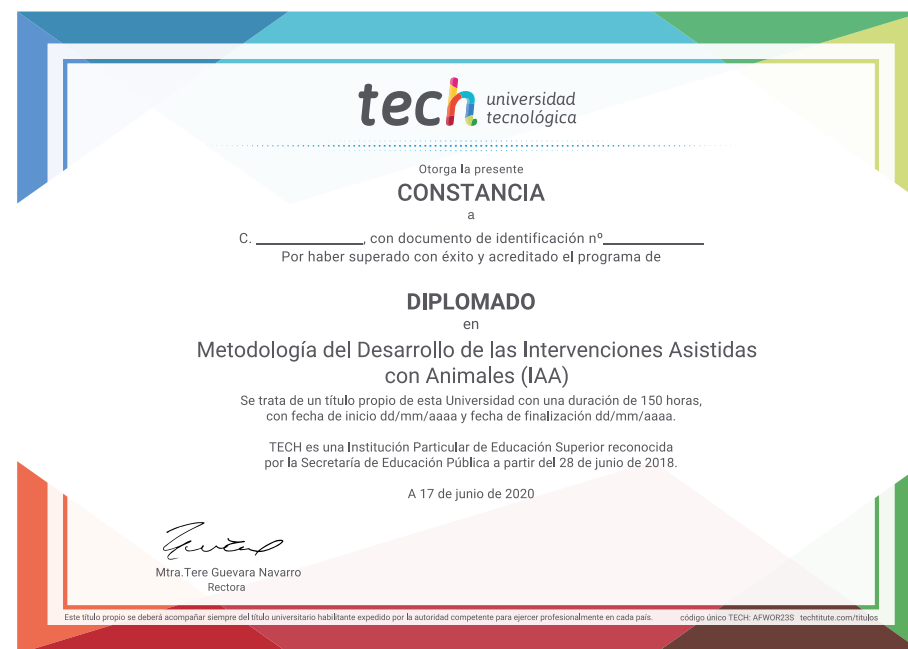 tech universidad
tecnológica
Otorga la presente
CONSTANCIA
a
C. ____________, con documento de identificación nº____________
Por haber superado con éxito y acreditado el programa de
DIPLOMADO
en
Metodología del Desarrollo de las Intervenciones Asistidas
con Animales (IAA)
Se trata de un título propio de esta Universidad con una duración de 150 horas,
con fecha de inicio dd/mm/aaaa y fecha de finalización dd/mm/aaaa.
TECH es una Institución Particular de Educación Superior reconocida
por la Secretaría de Educación Pública a partir del 28 de junio de 2018.
A 17 de junio de 2020
Mtra.Tere Guevara Navarro
Rectora
Este título propio se deberá acompañar siempre del título universitario habilitante expedido por la autoridad competente para ejercer profesionalmente en cada país. código único TECH: AFWOR23S techtitute.com/titulos